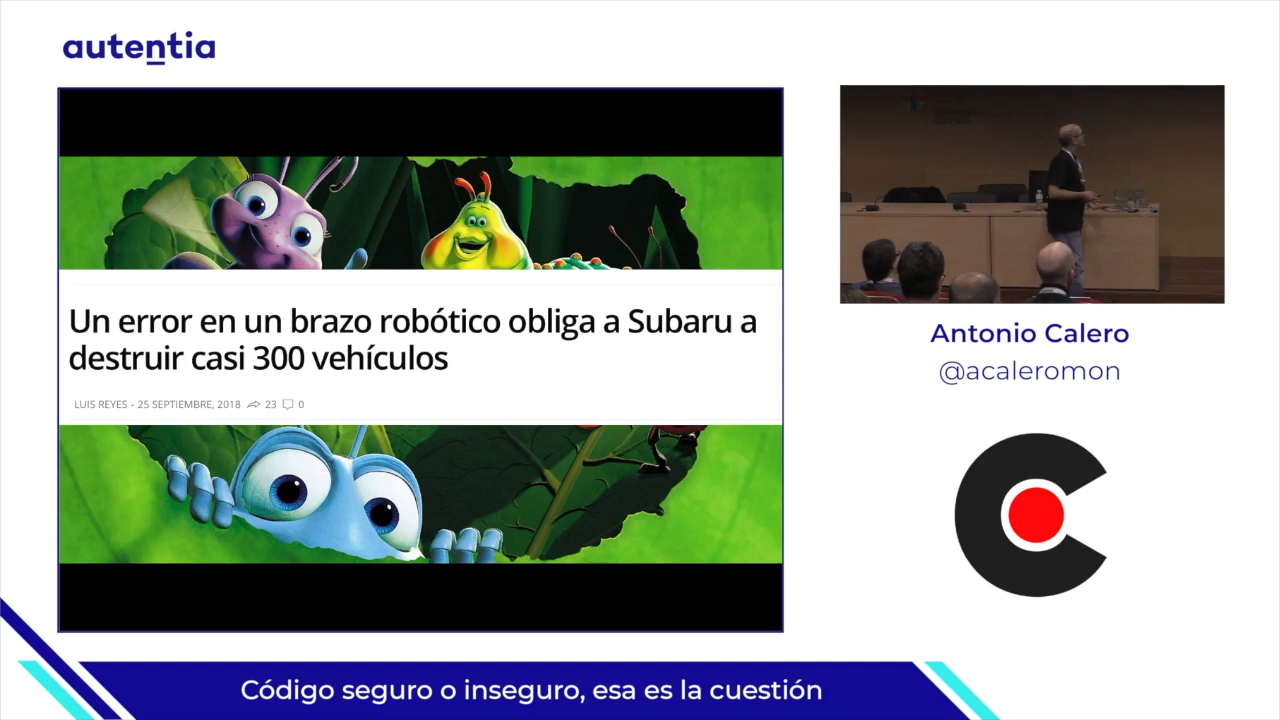 autentia
Un error en un brazo robótico obliga a Subaru a
destruir casi 300 vehículos
LUIS REYES - 25 SEPTIEMBRE, 2018 23 0
Antonio Calero
@acaleromon
Código seguro o inseguro, esa es la cuestión